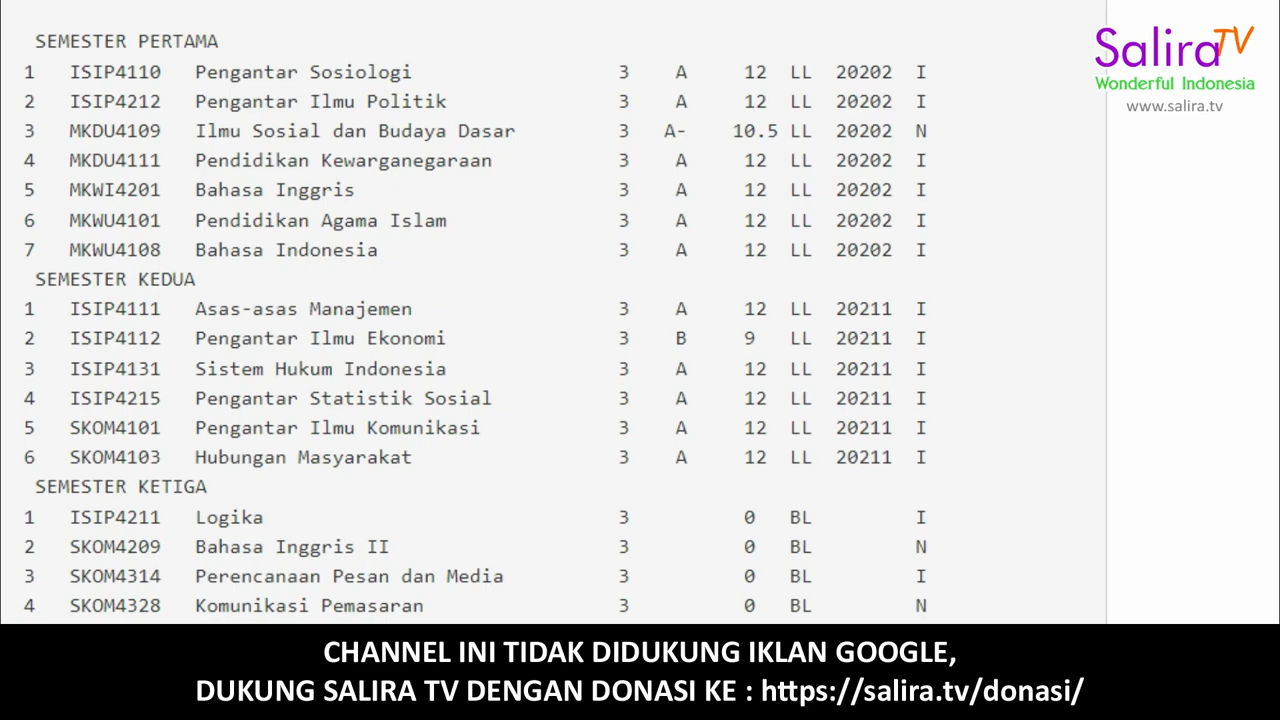 SEMESTER PERTAMA
1 ISIP4110 Pengantar Sosiologi 3 A 12 LL 20202 I
2 ISIP4212 Pengantar Ilmu Politik 3 A 12 LL 20202 I
3 MKDU4109 Ilmu Sosial dan Budaya Dasar 3 A- 10.5 LL 20202 N
4 MKDU4111 Pendidikan Kewarganegaraan 3 A 12 LL 20202 I
5 MKWI4201 Bahasa Inggris 3 A 12 LL 20202 I
6 MKWU4101 Pendidikan Agama Islam 3 A 12 LL 20202 I
7 MKWU4108 Bahasa Indonesia 3 A 12 LL 20202 I
SEMESTER KEDUA
1 ISIP4111 Asas-asas Manajemen 3 A 12 LL 20211 I
2 ISIP4112 Pengantar Ilmu Ekonomi 3 B 9 LL 20211 I
3 ISIP4131 Sistem Hukum Indonesia 3 A 12 LL 20211 I
4 ISIP4215 Pengantar Statistik Sosial 3 A 12 LL 20211 I
5 SKOM4101 Pengantar Ilmu Komunikasi 3 A 12 LL 20211 I
6 SKOM4103 Hubungan Masyarakat 3 A 12 LL 20211 I
SEMESTER KETIGA
1 ISIP4211 Logika 3 0 BL I
2 SKOM4209 Bahasa Inggris II 3 0 BL N
3 SKOM4314 Perencanaan Pesan dan Media 3 0 BL I
4 SKOM4328 Komunikasi Pemasaran 3 0 BL N
Salira TV
Wonderful Indonesia
www.salira.tv
CHANNEL INI TIDAK DIDUKUNG IKLAN GOOGLE,
DUKUNG SALIRA TV DENGAN DONASI KE : https://salira.tv/donasi/